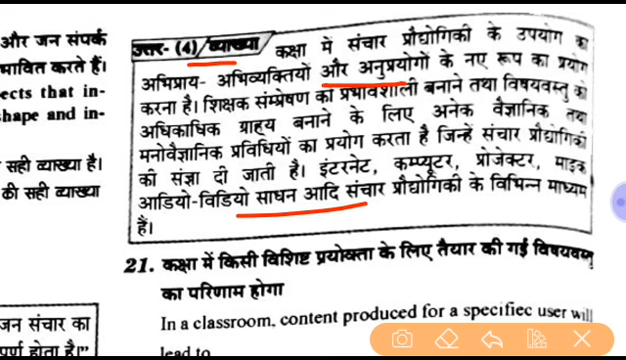 और जन संपर्क
भावित करते हैं।
ects that in-
hape and in-
सही व्याख्या है।
की सही व्याख्या
जन संचार का
पूर्ण होता है।"
उत्तर- (4) व्याख्या कक्षा में संचार प्रौद्योगिकी के उपयोग का
अभिप्राय- अभिव्यक्तियों और अनुप्रयोगों के नए रूप का प्रयोग
करना है। शिक्षक संम्प्रेषण को प्रभावशाली बनाने तथा विषयवस्तु को
अधिकाधिक ग्राह्य बनाने के लिए अनेक वैज्ञानिक तथा
मनोवैज्ञानिक प्रविधियों का प्रयोग करता है जिन्हें संचार प्रौद्योगिकी
की संज्ञा दी जाती है। इंटरनेट, कम्प्यूटर, प्रोजेक्टर, माइक
आडियो-विडियो साधन आदि संचार प्रौद्योगिकी के विभिन्न माध्यम
हैं।
21. कक्षा में किसी विशिष्ट प्रयोक्ता के लिए तैयार की गई विषयवस्तु
का परिणाम होगा
In a classroom, content produced for a specifiec user will
lead to